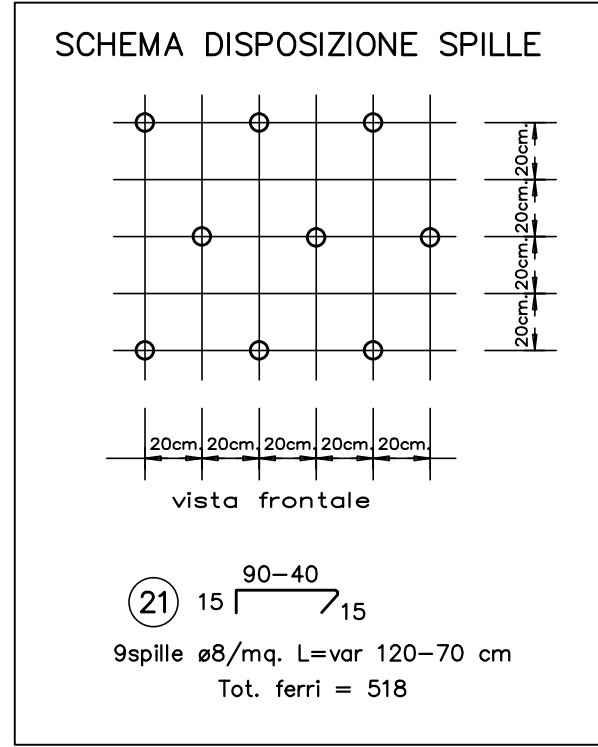 SCHEMA DISPOSIZIONE SPILLE
20cm.
20cm.
20cm.
20cm.
20cm. 20cm. 20cm. 20cm. 20cm.
vista frontale
90-40
21 15 15
9spille ø8/mq. L=var 120-70 cm
Tot. ferri = 518